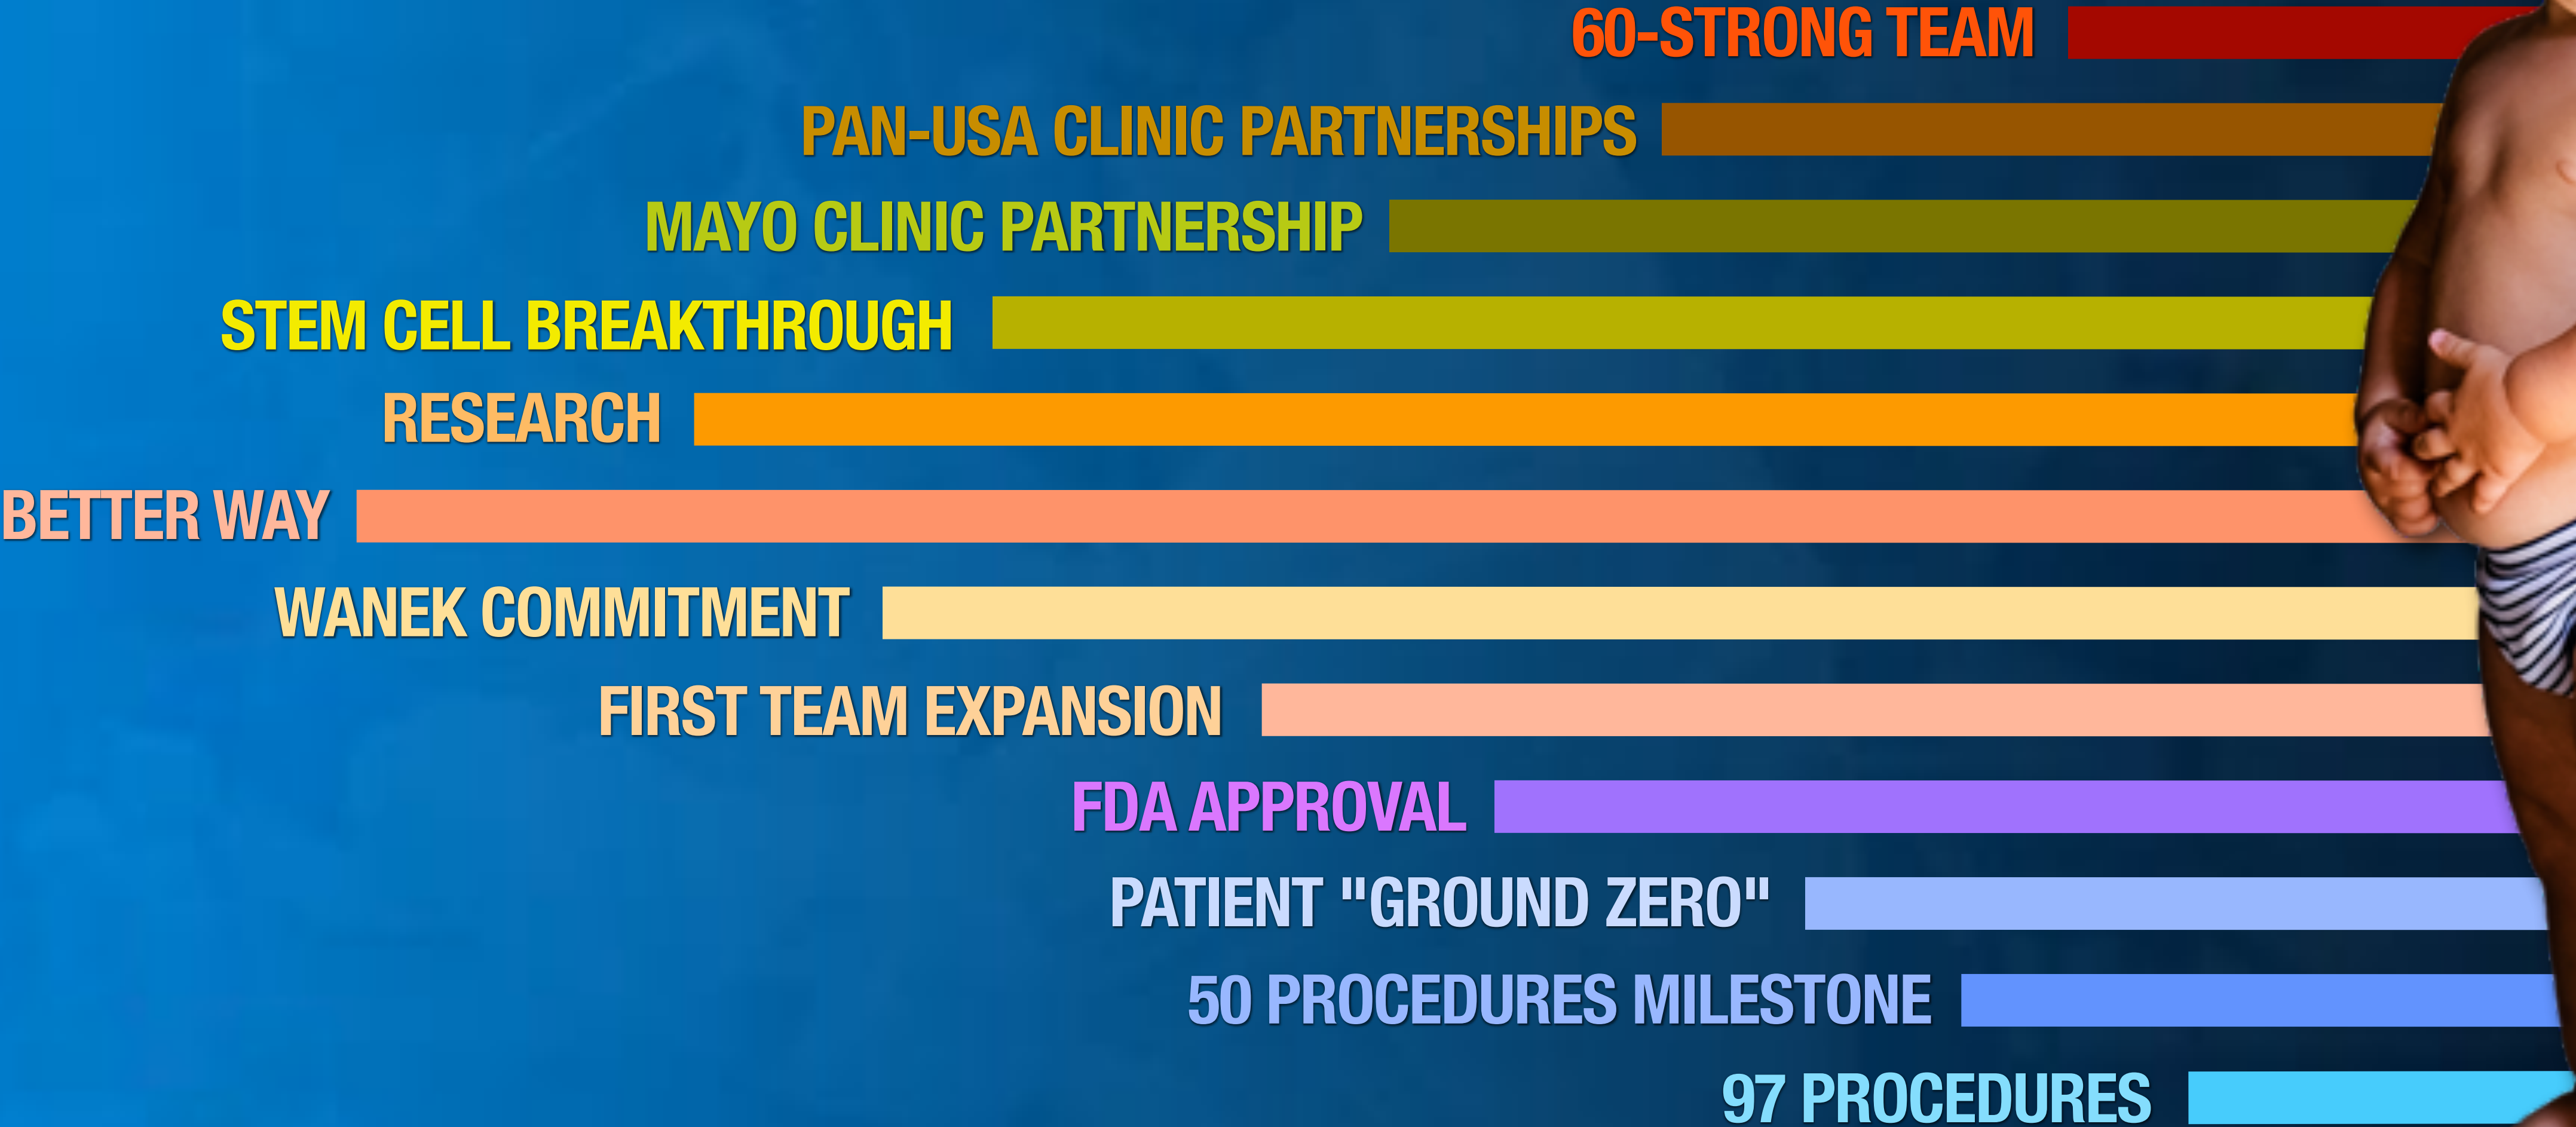 60-STRONG TEAM
PAN-USA CLINIC PARTNERSHIPS
MAYO CLINIC PARTNERSHIP
STEM CELL BREAKTHROUGH
RESEARCH
BETTER WAY
WANEK COMMITMENT
FIRST TEAM EXPANSION
FDA APPROVAL
PATIENT "GROUND ZERO"
50 PROCEDURES MILESTONE
97 PROCEDURES